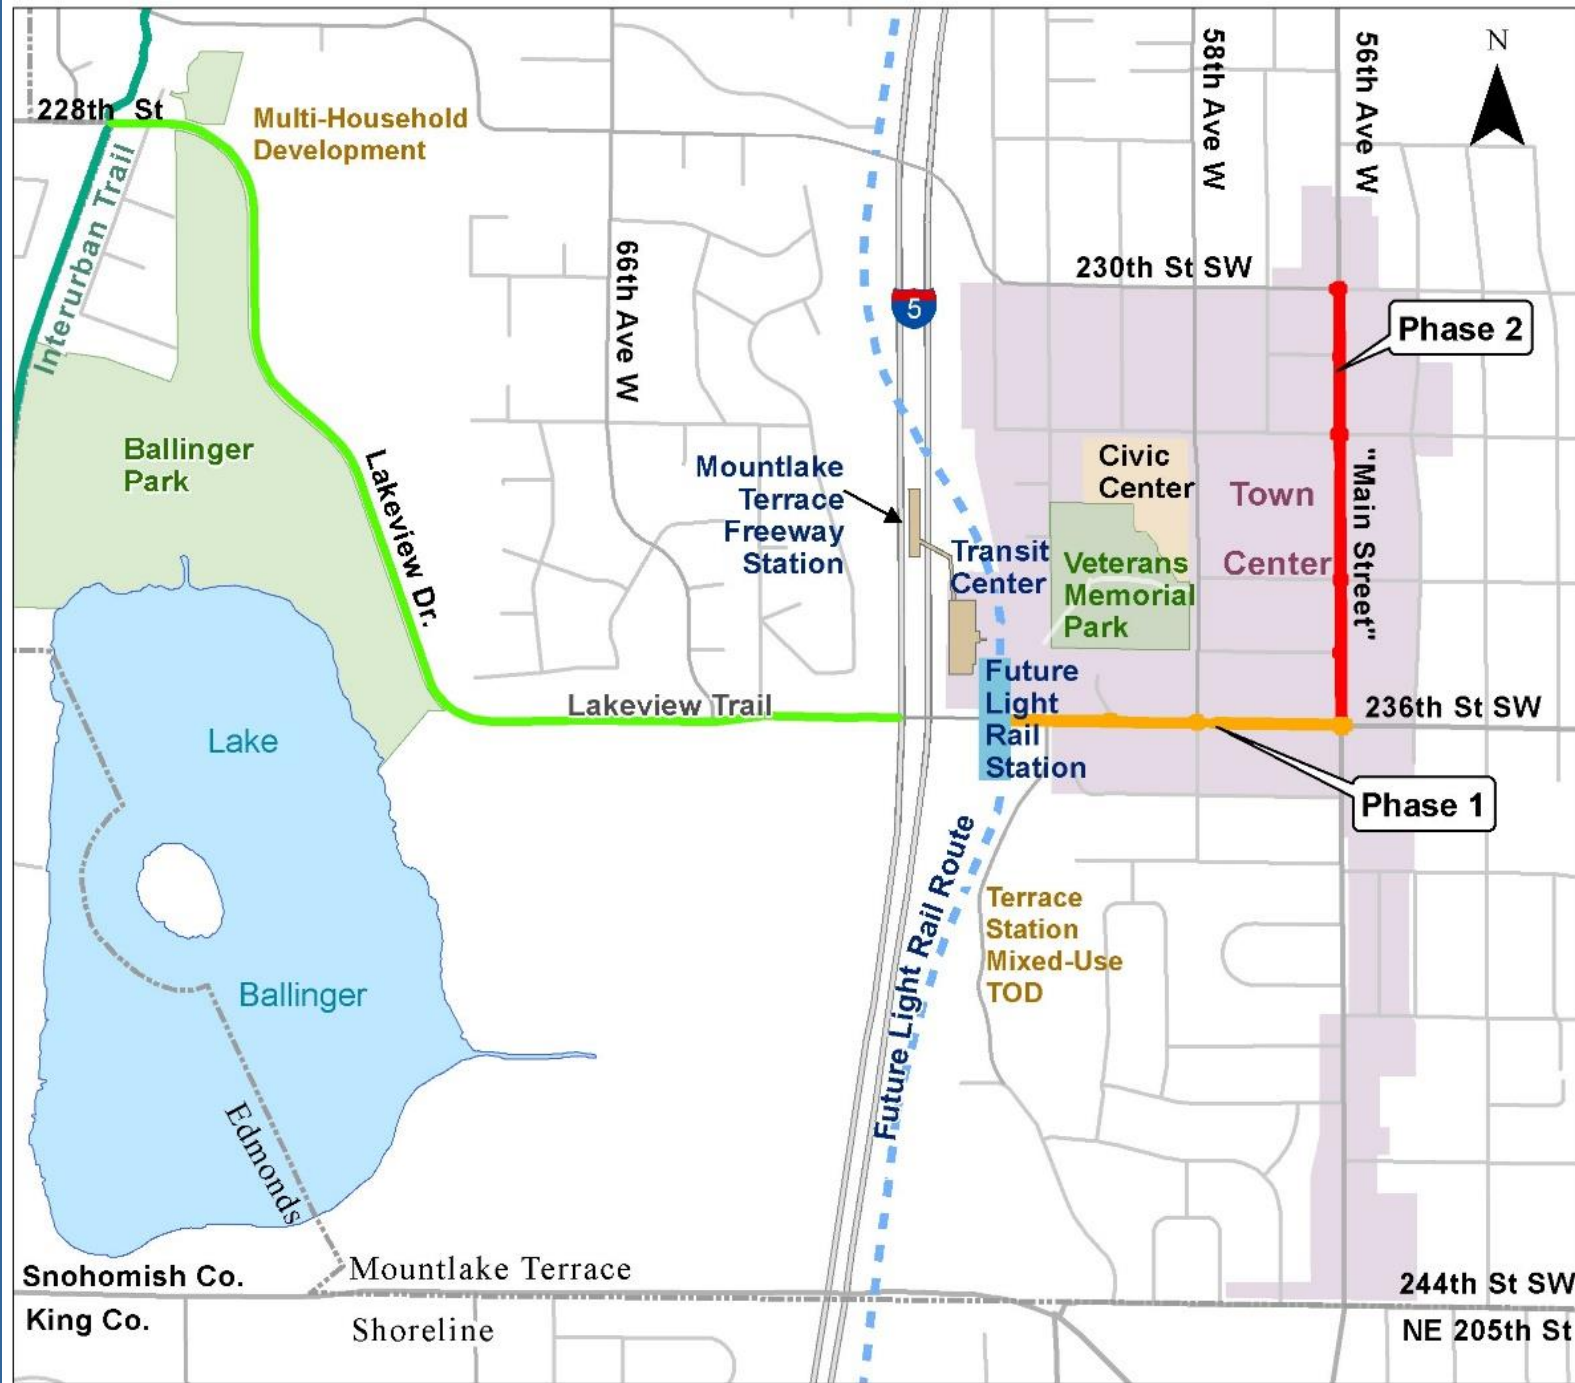 N
58th Ave W
56th Ave W
228th St
Multi-Household
Development
Interurban Trail
66th Ave W
230th St SW
5
Phase 2
Ballinger
Park
Lakeview Dr.
Mountlake
Terrace
Freeway
Station
Civic
Center
Town
Center
"Main Street"
Transit
Center
Veterans
Memorial
Park
Future
Light
Rail
Station
Lakeview Trail
236th St SW
Lake
Phase 1
Future Light Rail Route
Terrace
Station
Mixed-Use
TOD
Ballinger
Edmonds
Snohomish Co.
Mountlake Terrace
244th St SW
King Co.
Shoreline
NE 205th St